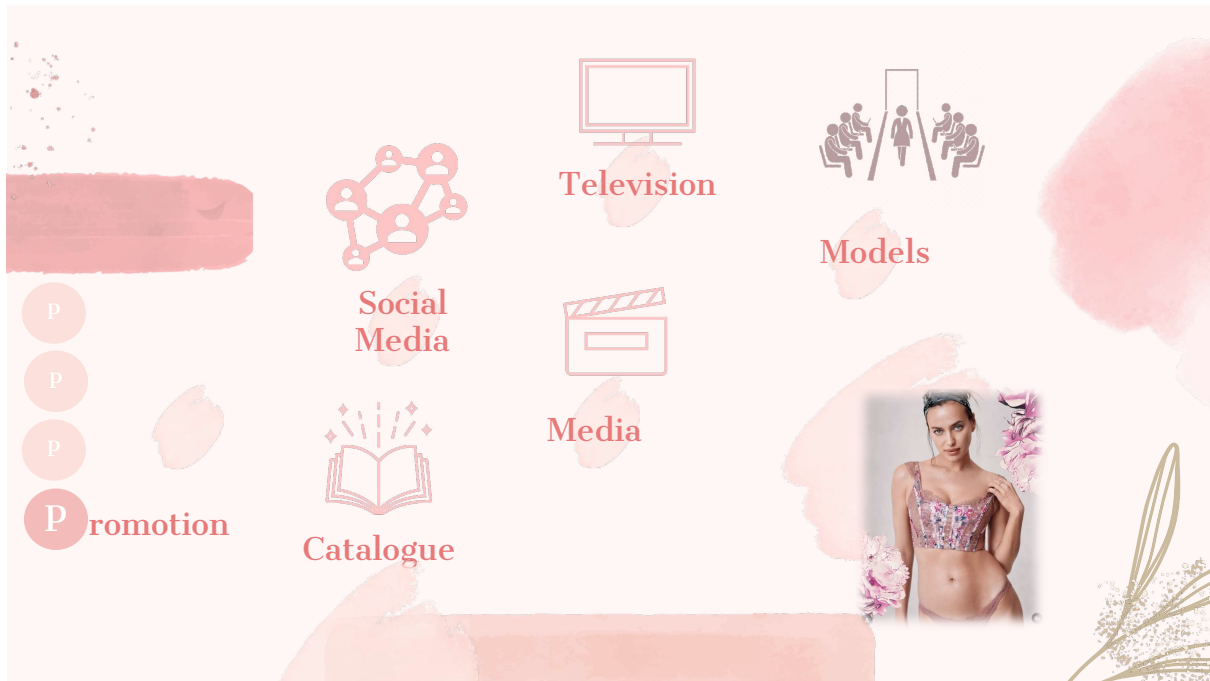 Television
Models
Social
Media
Media
Catalogue
P
P
P
Promotion